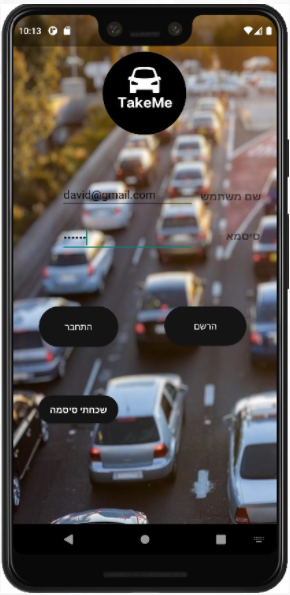 10:13
TakeMe
שם משתמש david@gmail.com
סיסמא ••••••
הרשם התחבר
שכחתי סיסמה